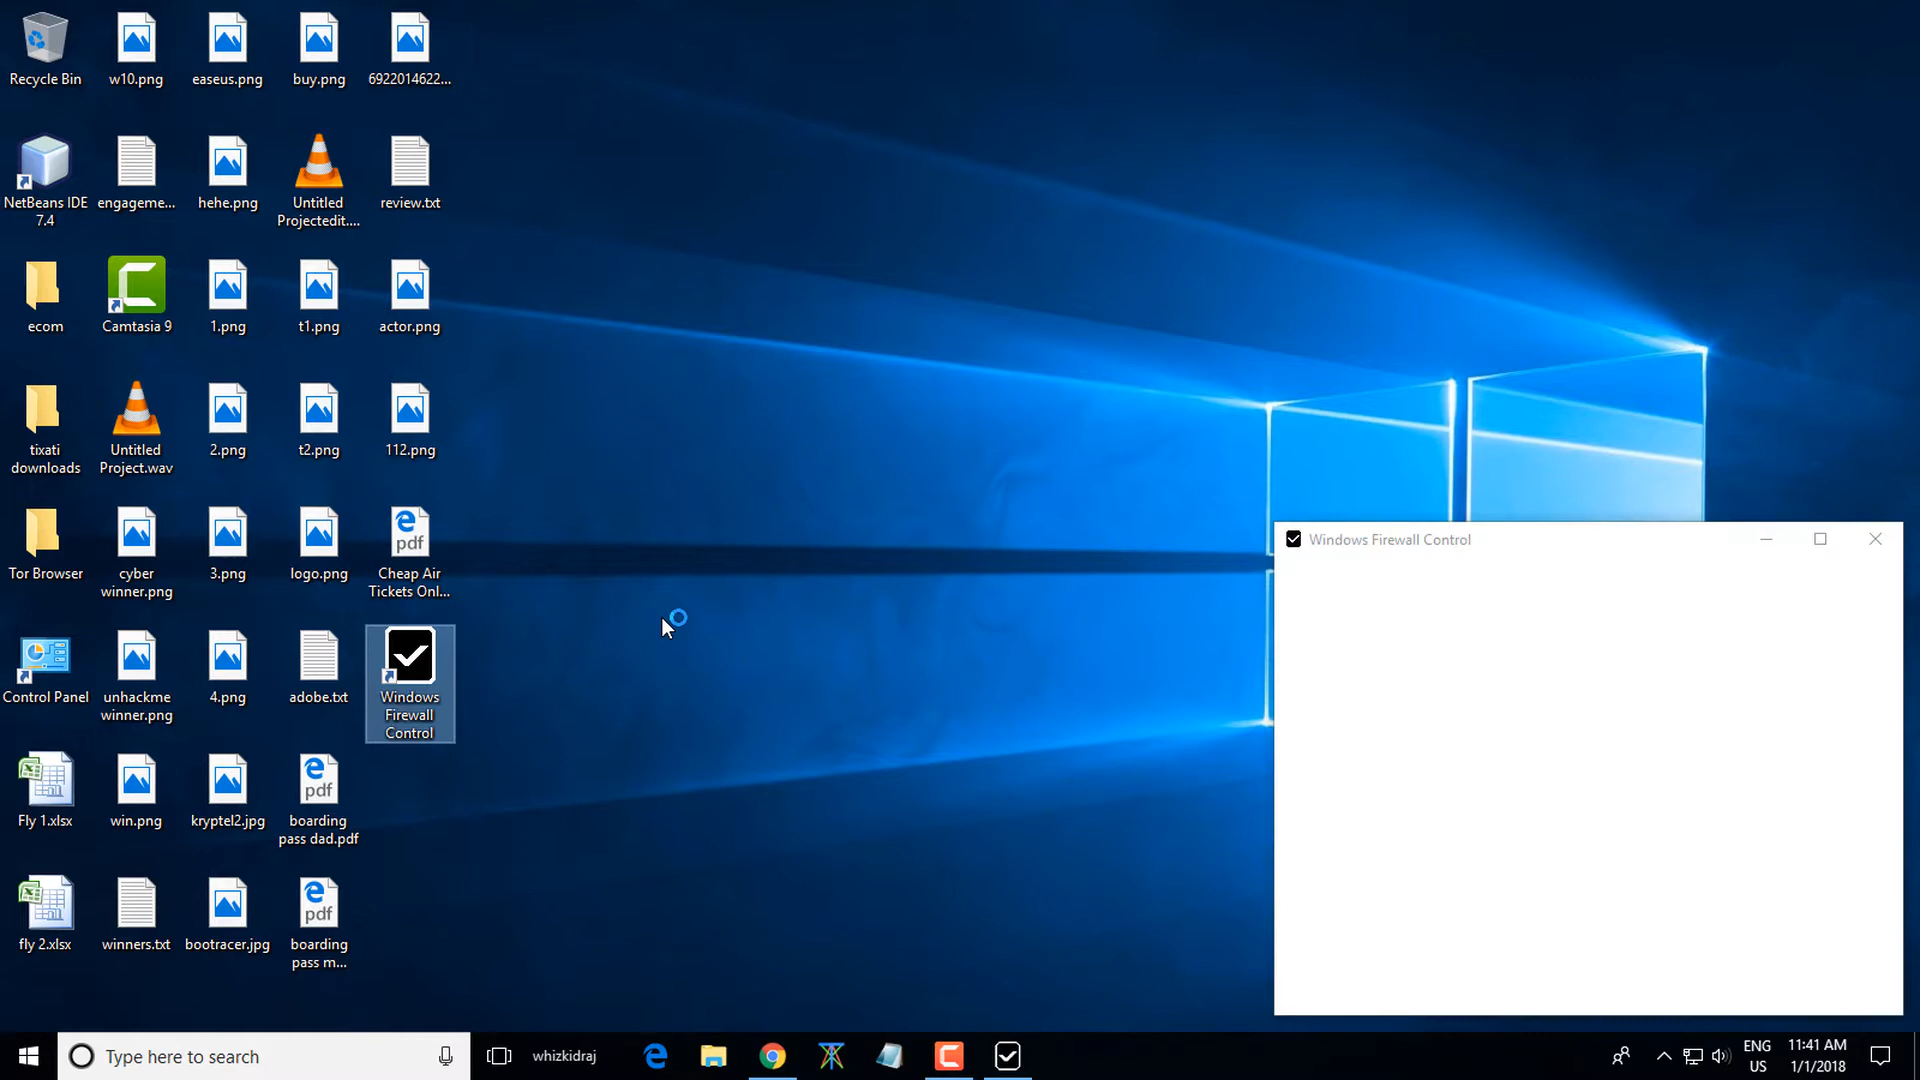 Recycle Bin
w10.png
easeus.png
buy.png
6922014622...
NetBeans IDE
7.4
engageme...
hehe.png
Untitled
Projectedit....
review.txt
ecom
Camtasia 9
1.png
t1.png
actor.png
tixati
downloads
Untitled
Project.wav
2.png
t2.png
112.png
Tor Browser
cyber
winner.png
3.png
logo.png
pdf
Cheap Air
Tickets Onl...
Control Panel
unhackme
winner.png
4.png
adobe.txt
Windows
Firewall
Control
Fly 1.xlsx
win.png
kryptel2.jpg
pdf
boarding
pass dad.pdf
fly 2.xlsx
winners.txt
bootracer.jpg
pdf
boarding
pass m...
Windows Firewall Control
Type here to search
whizkidraj
ENG
US
11:41 AM
1/1/2018